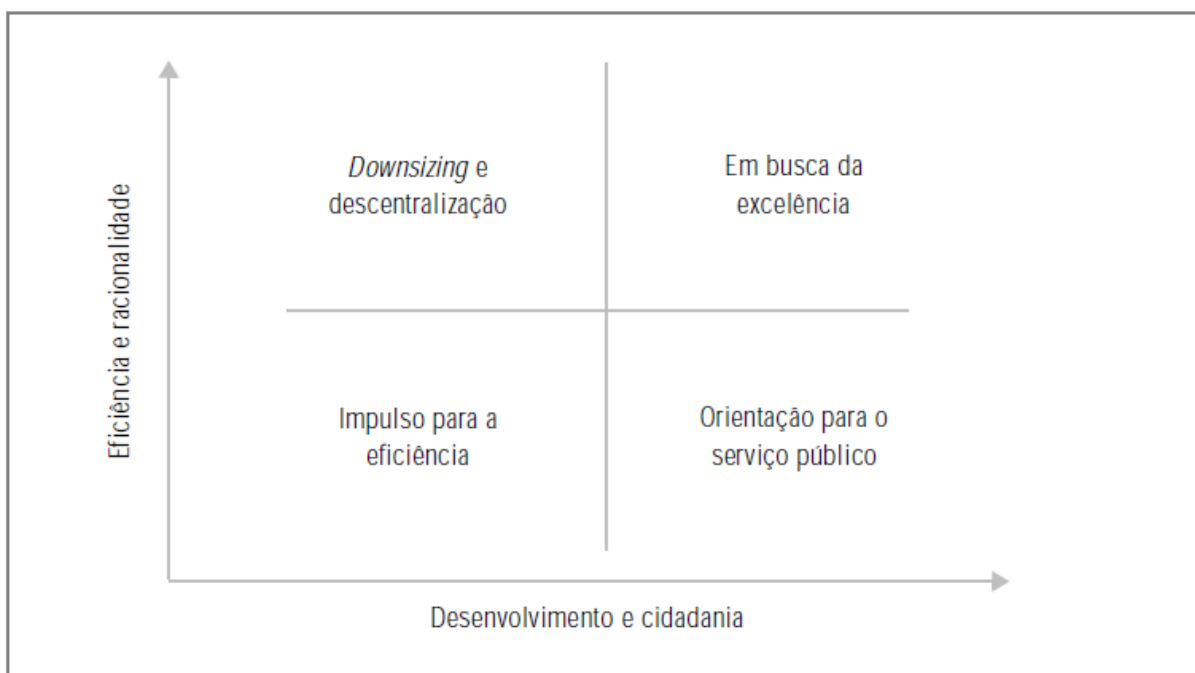 Eficiência e racionalidade
Downsizing e
descentralização
Em busca da
excelência
Impulso para a
eficiência
Orientação para o
serviço público
Desenvolvimento e cidadania